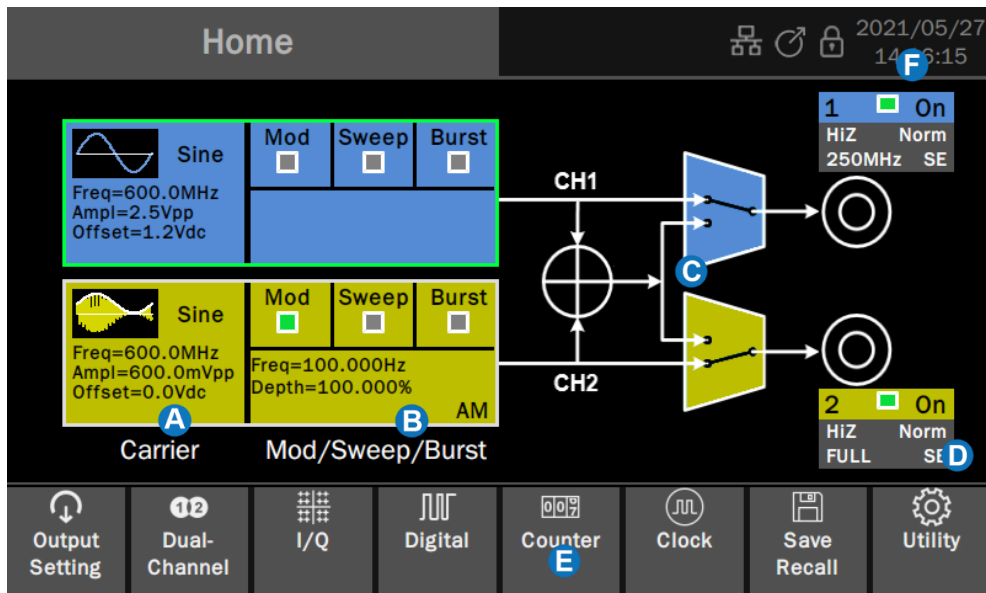 Home
2021/05/27
F
1 On
HiZ Norm
250MHz SE
Sine
Mod Sweep Burst
Freq=600.0MHz
Ampl=2.5Vpp
Offset=1.2Vdc
CH1
C
Sine
Mod Sweep Burst
Freq=600.0MHz
Ampl=600.0mVpp
Offset=0.0Vdc
A
Freq=100.000Hz
Depth=100.000%
B
AM
CH2
2 On
HiZ Norm
FULL SE
D
Carrier
Mod/Sweep/Burst
Output
Setting
12
Dual-
Channel
I/Q
Digital
Counter
E
Clock
Save
Recall
Utility